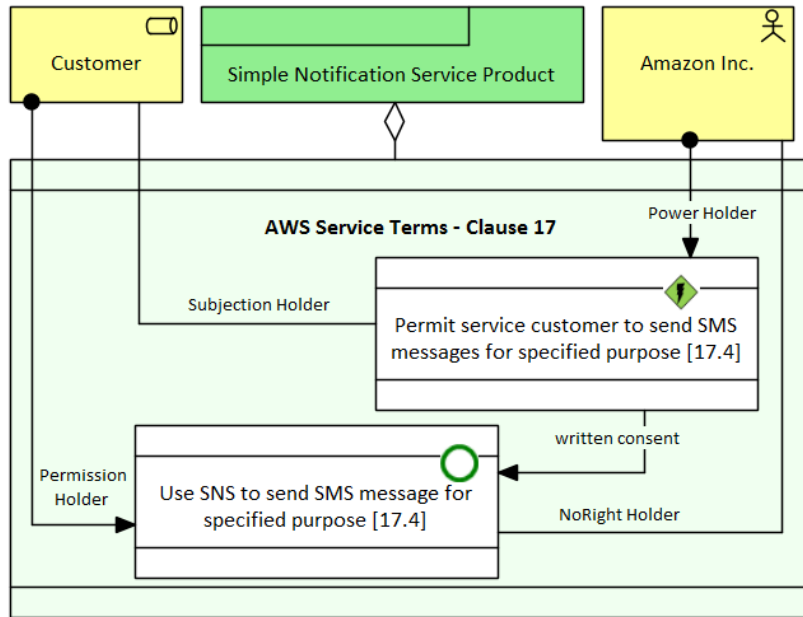 Customer
Simple Notification Service Product
Amazon Inc.
Power Holder
AWS Service Terms - Clause 17
Subjection Holder
Permit service customer to send SMS
messages for specified purpose [17.4]
written consent
Permission
Holder
Use SNS to send SMS message for
specified purpose [17.4]
NoRight Holder